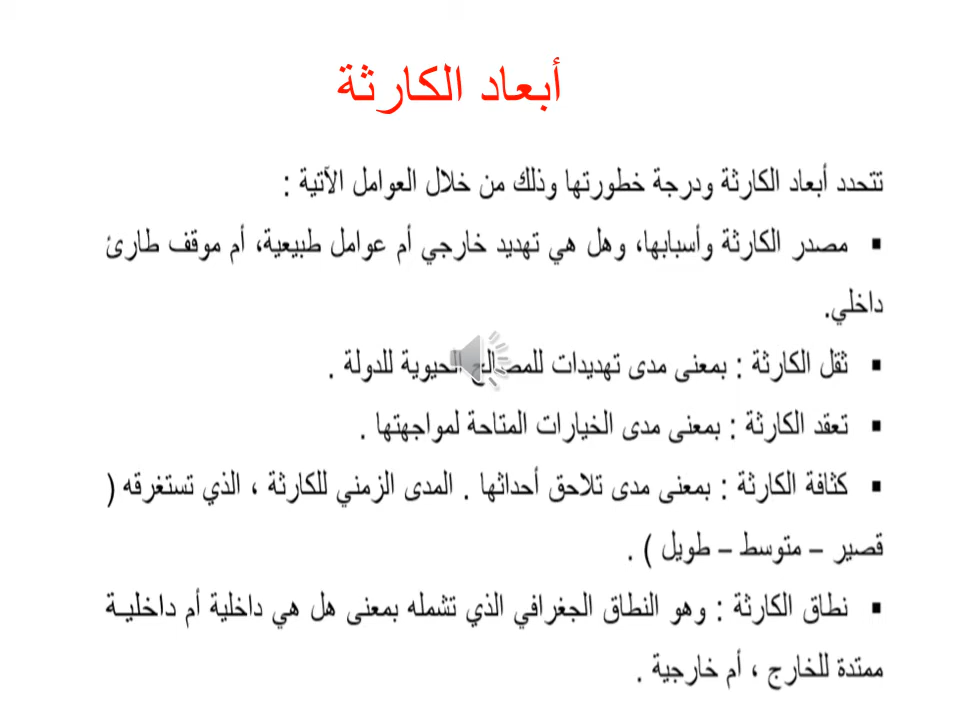 أبعاد الكارثة
تتحدد أبعاد الكارثة ودرجة خطورتها وذلك من خلال العوامل الآتية :
▪ مصدر الكارثة وأسبابها، وهل هي تهديد خارجي أم عوامل طبيعية، أم موقف طارئ
داخلي.
▪ ثقل الكارثة : بمعنى مدى تهديدات للمصالح الحيوية للدولة .
▪ تعقد الكارثة : بمعنى مدى الخيارات المتاحة لمواجهتها .
▪ كثافة الكارثة : بمعنى مدى تلاحق أحداثها . المدى الزمني للكارثة ، الذي تستغرقه (
قصير – متوسط – طويل ) .
▪ نطاق الكارثة : وهو النطاق الجغرافي الذي تشمله بمعنى هل هي داخلية أم داخليـة
ممتدة للخارج ، أم خارجية .